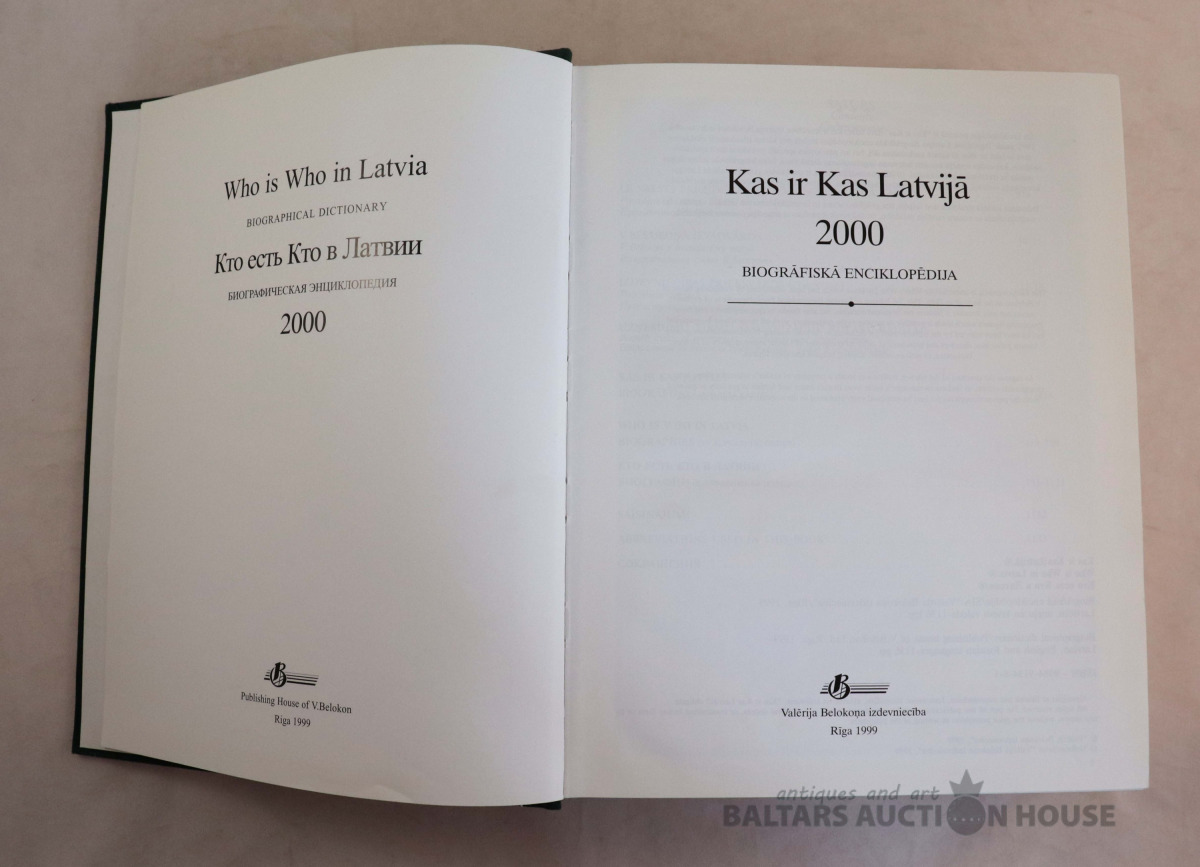 Who is Who in Latvia
BIOGRAPHICAL DICTIONARY
Кто есть Кто в Латвии
БИОГРАФИЧЕСКАЯ ЭНЦИКЛОПЕДИЯ
2000
Publishing House of V.Belokon
Riga 1999
Kas ir Kas Latvijā
2000
BIOGRĀFISKĀ ENCIKLOPĒDIJA
Valērija Belokoņa izdevniecība
Rīga 1999
antiques and art
BALTARS AUCTION HOUSE